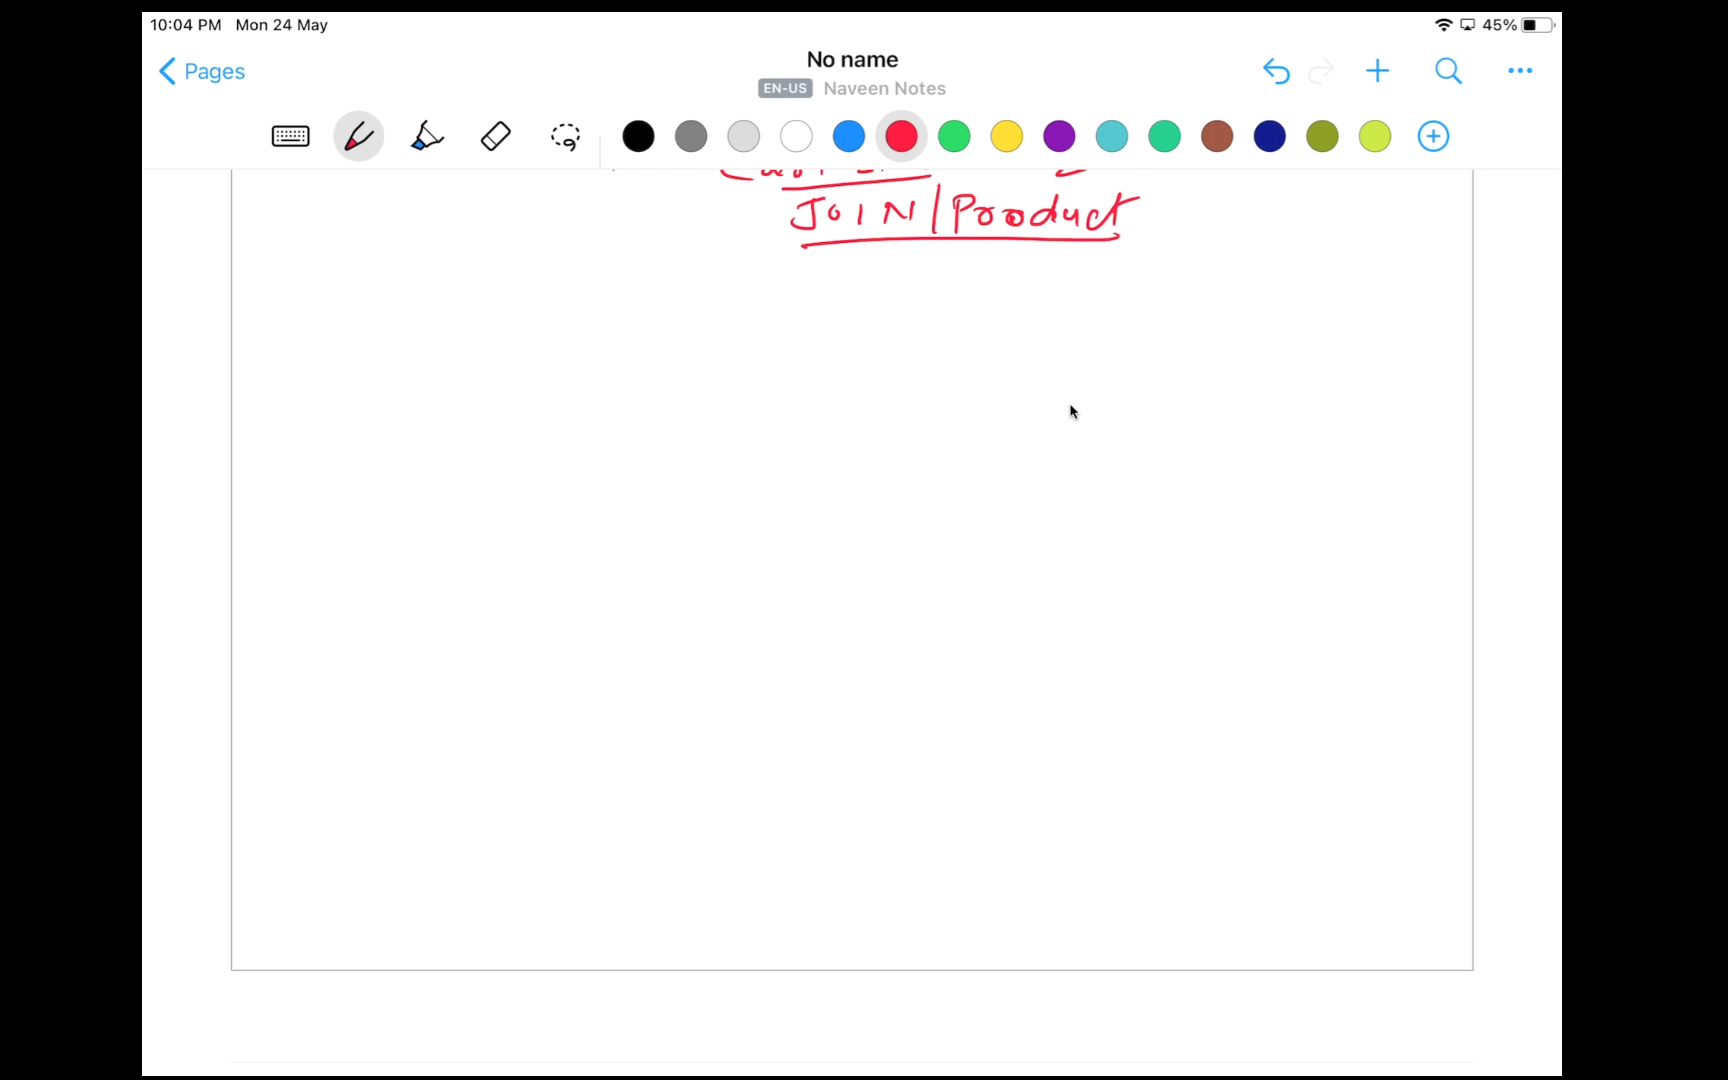 10:04 PM Mon 24 May 45%
Pages
No name
EN-US Naveen Notes
JOIN/Product